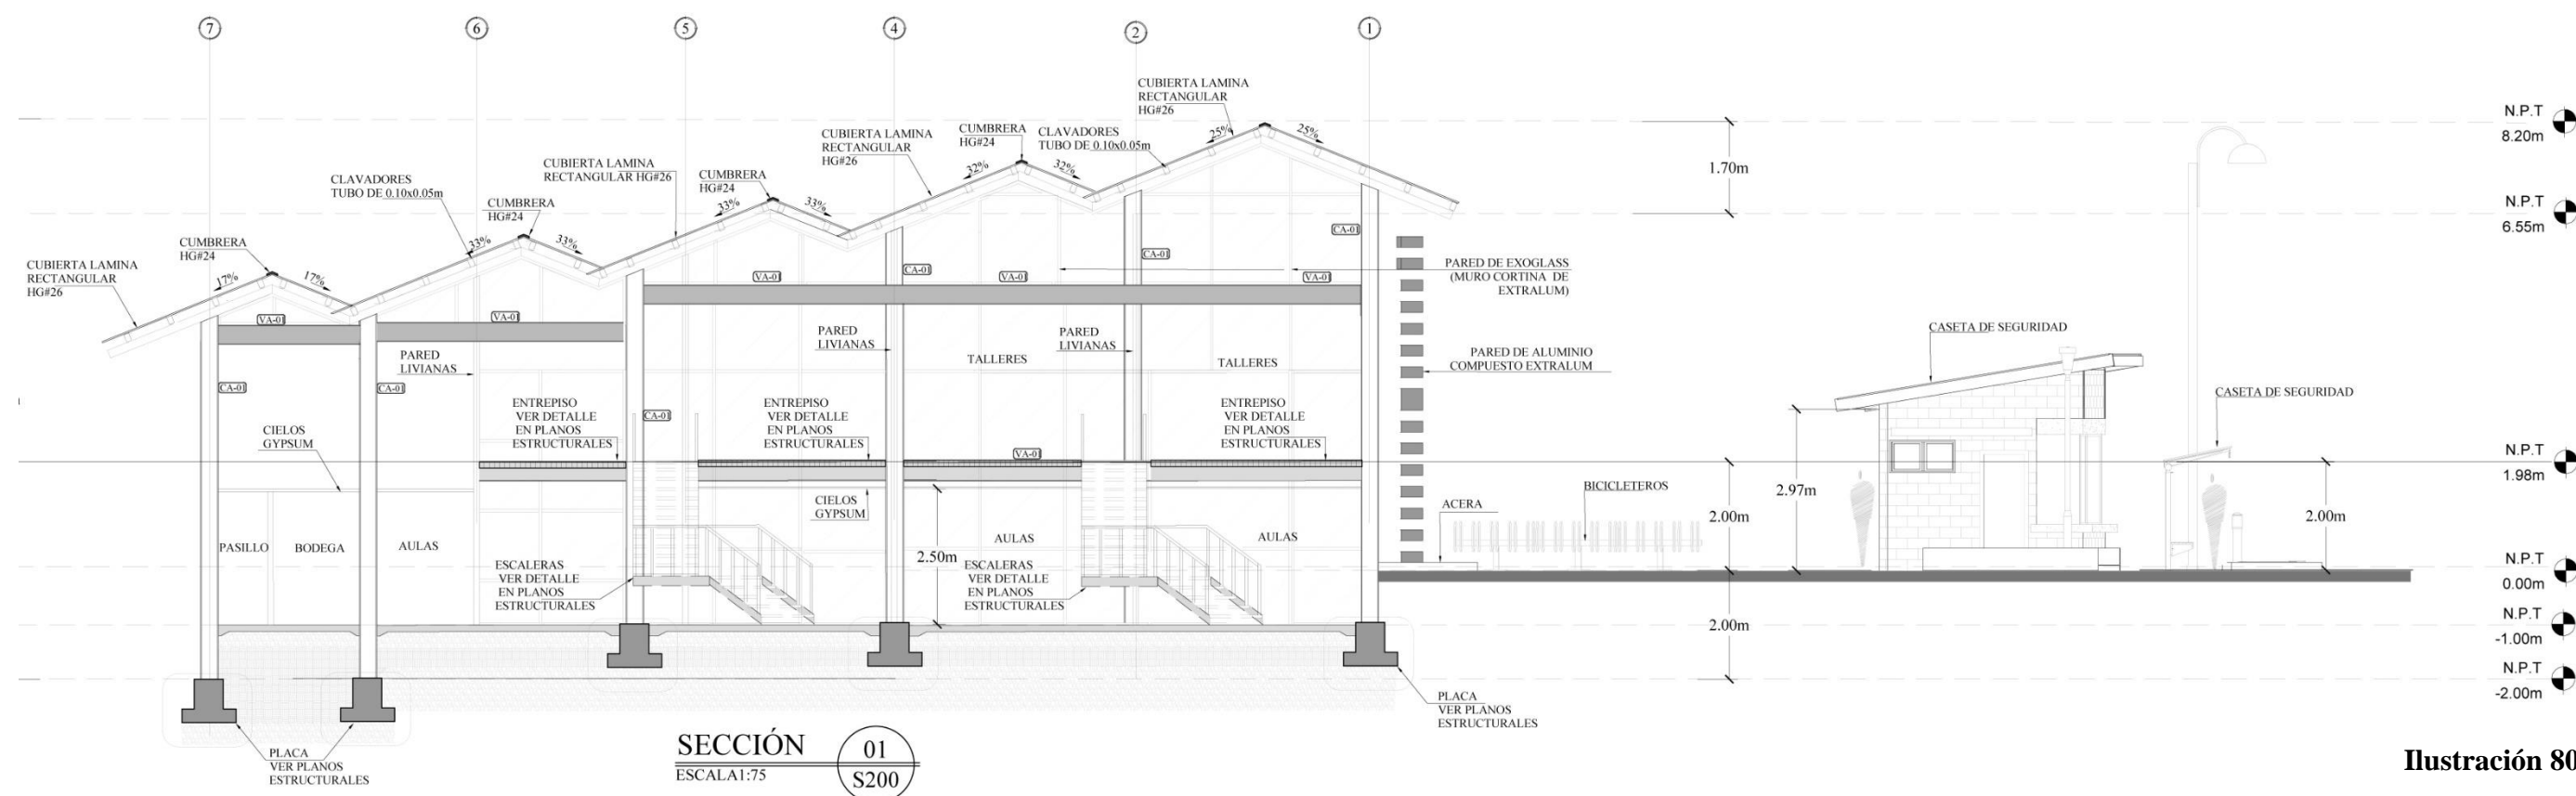 7
6
5
4
2
1
CUBIERTA LAMINA
RECTANGULAR
HG#26
CUMBRERA
HG#24
17%
17%
CLAVADORES
TUBO DE 0.10x0.05m
CUMBRERA
HG#24
33%
33%
CUBIERTA LAMINA
RECTANGULAR HG#26
CUMBRERA
HG#24
33%
33%
CUBIERTA LAMINA
RECTANGULAR
HG#26
CUMBRERA
HG#24
32%
32%
CLAVADORES
TUBO DE 0.10x0.05m
CUBIERTA LAMINA
RECTANGULAR
HG#26
25%
25%
VA-01
VA-01
VA-01
VA-01
VA-01
VA-01
CA-01
CA-01
CA-01
CA-01
CA-01
CA-01
PARED
LIVIANAS
PARED
LIVIANAS
PARED
LIVIANAS
TALLERES
TALLERES
ENTREPISO
VER DETALLE
EN PLANOS
ESTRUCTURALES
ENTREPISO
VER DETALLE
EN PLANOS
ESTRUCTURALES
ENTREPISO
VER DETALLE
EN PLANOS
ESTRUCTURALES
CIELOS
GYPSUM
CIELOS
GYPSUM
PASILLO
BODEGA
AULAS
AULAS
AULAS
2.50m
ESCALERAS
VER DETALLE
EN PLANOS
ESTRUCTURALES
ESCALERAS
VER DETALLE
EN PLANOS
ESTRUCTURALES
PLACA
VER PLANOS
ESTRUCTURALES
PLACA
VER PLANOS
ESTRUCTURALES
PARED DE EXOGLASS
(MURO CORTINA DE
EXTRALUM)
PARED DE ALUMINIO
COMPUESTO EXTRALUM
ACERA
BICICLETEROS
1.70m
2.00m
2.00m
2.97m
CASETA DE SEGURIDAD
CASETA DE SEGURIDAD
2.00m
N.P.T
8.20m
N.P.T
6.55m
N.P.T
1.98m
N.P.T
0.00m
N.P.T
-1.00m
N.P.T
-2.00m
SECCIÓN
ESCALA1:75
01
S200
Ilustración 80